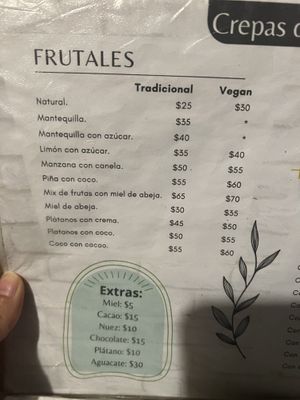 Crepas
FRUTALES
Tradicional Vegan
Natural. $25 $30
Mantequilla. $35 *
Mantequilla con azúcar. $40 *
Limón con azúcar. $35 $40
Manzana con canela. $50 $55
Piña con coco. $55 $60
Mix de frutas con miel de abeja. $65 $70
Miel de abeja. $30 $35
Plátanos con crema. $45 $50
Platanos con coco. $50 $55
Coco con cacao. $55 $60
Extras:
Miel: $5
Cacao: $15
Nuez: $10
Chocolate: $15
Plátano: $10
Aguacate: $30